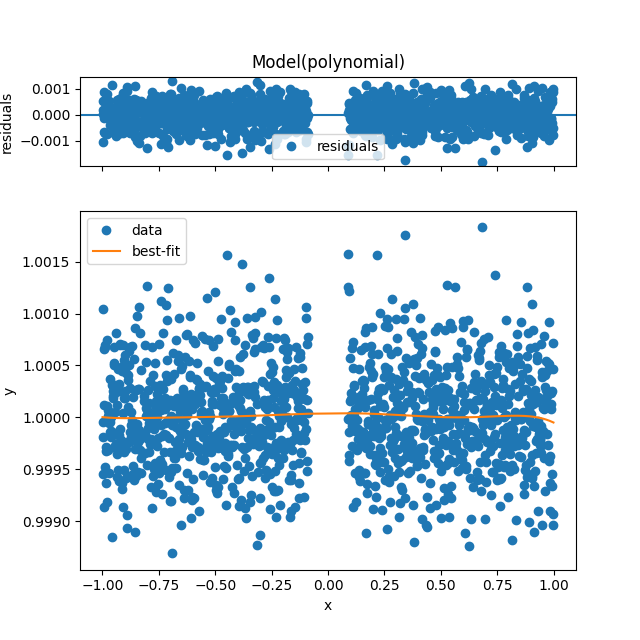 Model(polynomial)
residuals
0.001
0.000
−0.001
residuals
data
best-fit
y
1.0015
1.0010
1.0005
1.0000
0.9995
0.9990
−1.00 −0.75 −0.50 −0.25 0.00 0.25 0.50 0.75 1.00
x